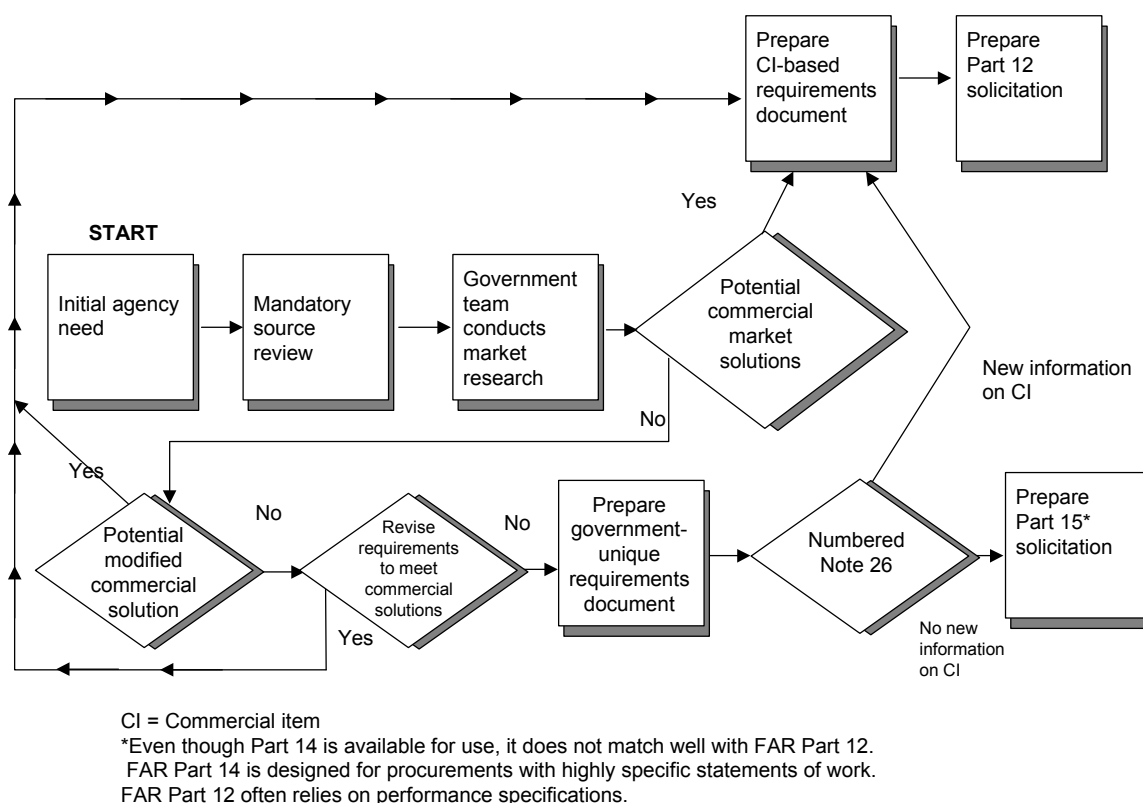 Prepare
CI-based
requirements
document
Prepare
Part 12
solicitation
Yes
START
Initial agency
need
Mandatory
source
review
Government
team
conducts
market
research
Potential
commercial
market
solutions
New information
on CI
No
Yes
Potential
modified
commercial
solution
No
Revise
requirements
to meet
commercial
solutions
Yes
No
Prepare
government-
unique
requirements
document
Numbered
Note 26
Prepare
Part 15*
solicitation
No new
information
on CI
CI = Commercial item
*Even though Part 14 is available for use, it does not match well with FAR Part 12.
FAR Part 14 is designed for procurements with highly specific statements of work.
FAR Part 12 often relies on performance specifications.